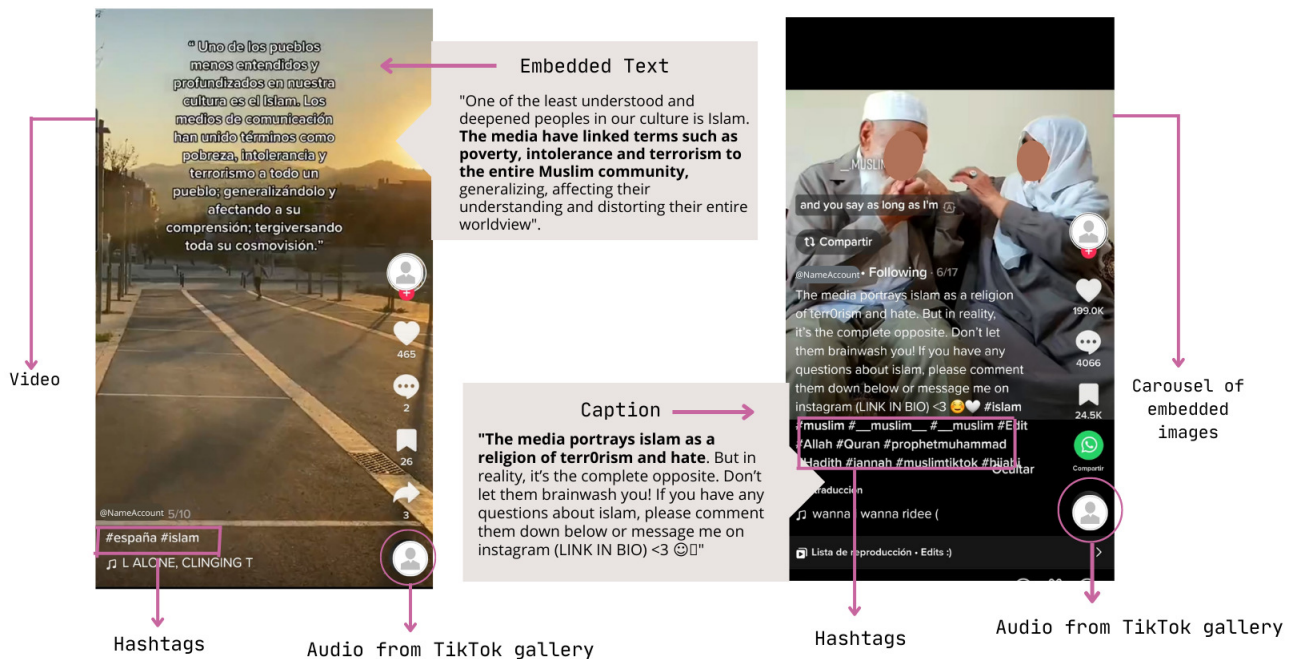 “ Uno de los pueblos
menos entendidos y
profundizados en nuestra
cultura es el Islam. Los
medios de comunicación
han unido términos como
pobreza, intolerancia y
terrorismo a todo un
pueblo; generalizándolo y
afectando a su
comprensión; tergiversando
toda su cosmovisión.”
465
2
26
3
@NameAccount 5/10
#españa #islam
L ALONE, CLINGING T
Video
Hashtags
Audio from TikTok gallery
Embedded Text
"One of the least understood and
deepened peoples in our culture is Islam.
The media have linked terms such as
poverty, intolerance and terrorism to
the entire Muslim community,
generalizing, affecting their
understanding and distorting their entire
worldview".
Caption
"The media portrays islam as a
religion of terr0rism and hate. But in
reality, it’s the complete opposite. Don’t
let them brainwash you! If you have any
questions about islam, please comment
them down below or message me on
instagram (LINK IN BIO) <3 ☺▯"
__MUSLI
and you say as long as I'm
Compartir
@NameAccount • Following · 6/17
The media portrays islam as a religion
of terr0rism and hate. But in reality,
it's the complete opposite. Don't let
them brainwash you! If you have any
questions about islam, please comment
them down below or message me on
instagram (LINK IN BIO) <3 😊🤍 #islam
#muslim #__muslim__ #__muslim #Edit
#Allah #Quran #prophetmuhammad
#Hadith #jannah #muslimtiktok #hijabi
Ocultar
traducción
wanna wanna ridee (
Lista de reproducción • Edits :)
199.0K
4066
24.5K
Compartir
Carousel of
embedded
images
Hashtags
Audio from TikTok gallery